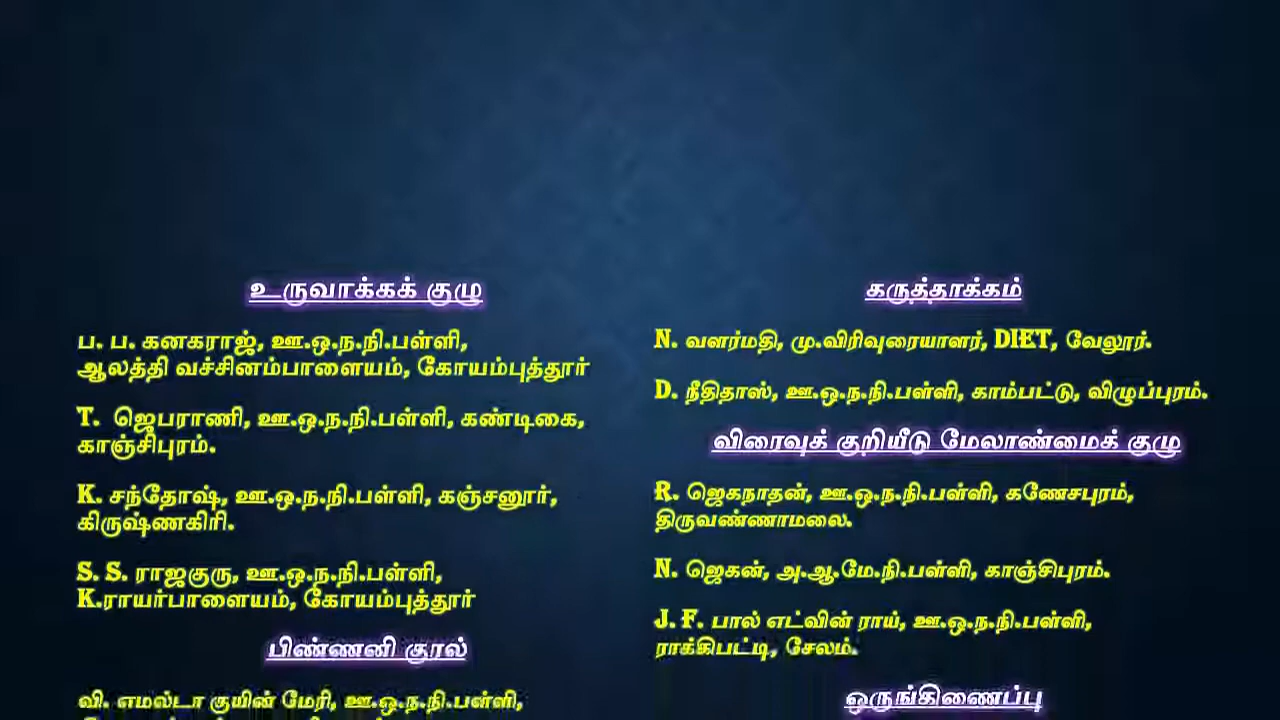 உருவாக்கக் குழு
ப. ப. கனகராஜ், ஊ.ஒ.ந.நி.பள்ளி,
ஆலத்தி வச்சினம்பாளையம், கோயம்புத்தூர்
T. ஜெபராணி, ஊ.ஒ.ந.நி.பள்ளி, கண்டிகை,
காஞ்சிபுரம்.
K. சந்தோஷ், ஊ.ஒ.ந.நி.பள்ளி, கஞ்சனூர்,
கிருஷ்ணகிரி.
S. S. ராஜகுரு, ஊ.ஒ.ந.நி.பள்ளி,
K.ராயர்பாளையம், கோயம்புத்தூர்
பிண்ணனி குரல்
வி. எமல்டா குயின் மேரி, ஊ.ஒ.ந.நி.பள்ளி,
கருத்தாக்கம்
N. வளர்மதி, மு.விரிவுரையாளர், DIET, வேலூர்.
D. நீதிதாஸ், ஊ.ஒ.ந.நி.பள்ளி, காம்பட்டு, விழுப்புரம்.
விரைவுக் குறியீடு மேலாண்மைக் குழு
R. ஜெகநாதன், ஊ.ஒ.ந.நி.பள்ளி, கணேசபுரம்,
திருவண்ணாமலை.
N. ஜெகன், அ.ஆ.மே.நி.பள்ளி, காஞ்சிபுரம்.
J. F. பால் எட்வின் ராய், ஊ.ஒ.ந.நி.பள்ளி,
ராக்கிபட்டி, சேலம்.
ஒருங்கிணைப்பு